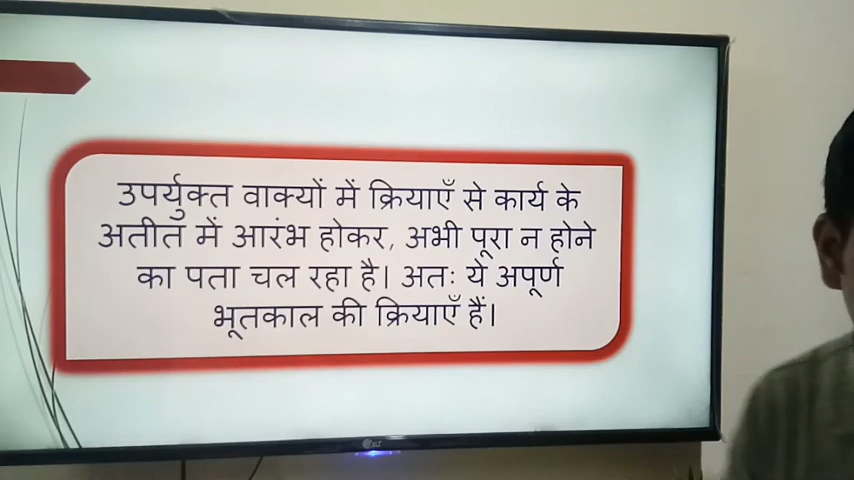 उपर्युक्त वाक्यों में क्रियाएँ से कार्य के
अतीत में आरंभ होकर, अभी पूरा न होने
का पता चल रहा है। अतः ये अपूर्ण
भूतकाल की क्रियाएँ हैं।